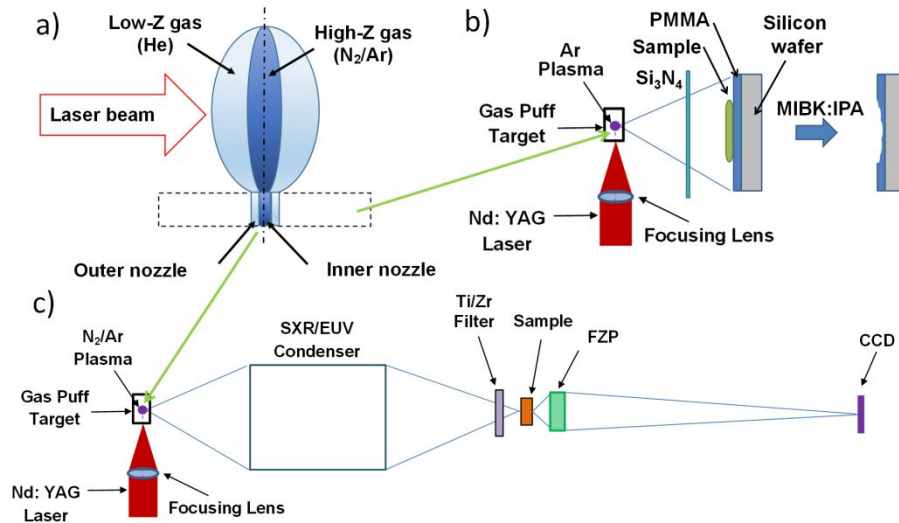 a)
Low-Z gas
(He)
High-Z gas
(N₂/Ar)
Laser beam
Outer nozzle
Inner nozzle
b)
Ar
Plasma
Gas Puff
Target
Nd: YAG
Laser
Focusing Lens
Si₃N₄
PMMA
Sample
Silicon
wafer
MIBK:IPA
c)
N₂/Ar
Plasma
Gas Puff
Target
Nd: YAG
Laser
Focusing Lens
SXR/EUV
Condenser
Ti/Zr
Filter
Sample
FZP
CCD